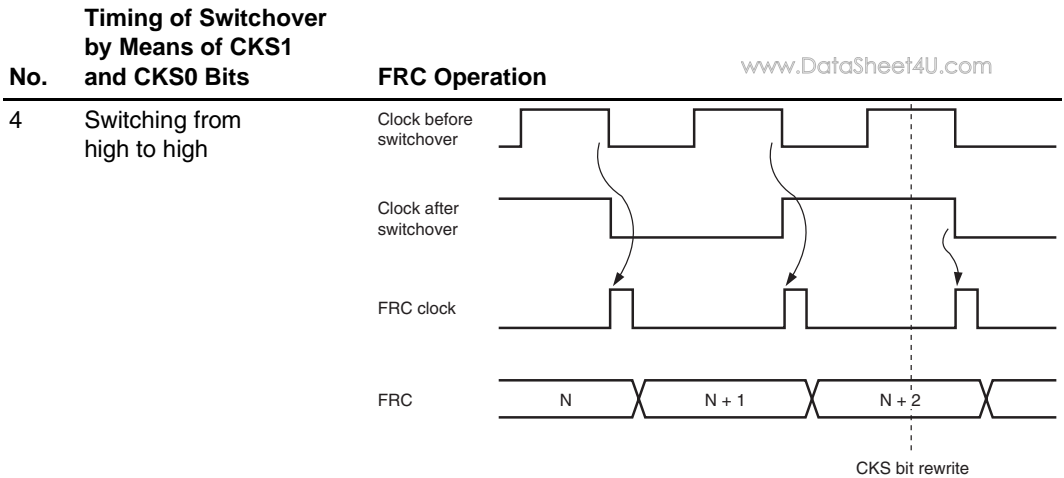 Timing of Switchover
by Means of CKS1
No. and CKS0 Bits FRC Operation
www.DataSheet4U.com
4 Switching from
high to high
Clock before
switchover
Clock after
switchover
FRC clock
FRC N N + 1 N + 2
CKS bit rewrite